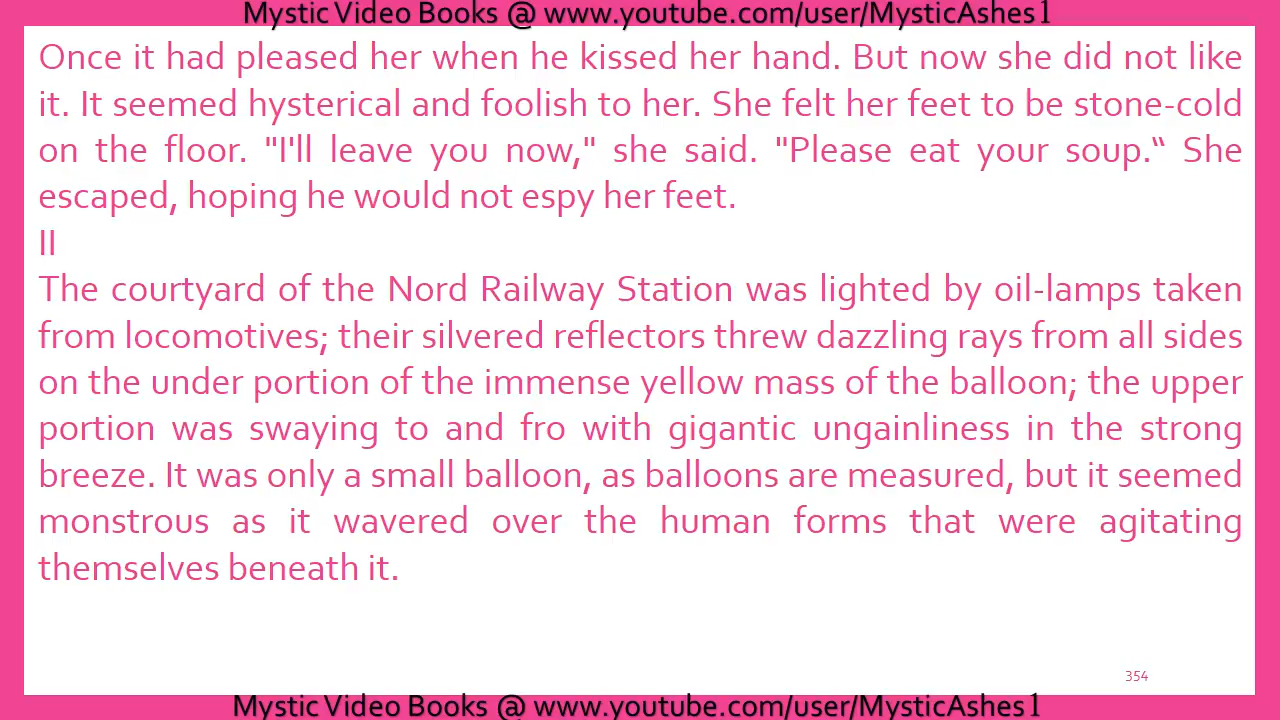 Mystic Video Books @ www.youtube.com/user/MysticAshes1
Once it had pleased her when he kissed her hand. But now she did not like
it. It seemed hysterical and foolish to her. She felt her feet to be stone-cold
on the floor. "I'll leave you now," she said. "Please eat your soup.“ She
escaped, hoping he would not espy her feet.
II
The courtyard of the Nord Railway Station was lighted by oil-lamps taken
from locomotives; their silvered reflectors threw dazzling rays from all sides
on the under portion of the immense yellow mass of the balloon; the upper
portion was swaying to and fro with gigantic ungainliness in the strong
breeze. It was only a small balloon, as balloons are measured, but it seemed
monstrous as it wavered over the human forms that were agitating
themselves beneath it.
354
Mystic Video Books @ www.youtube.com/user/MysticAshes1